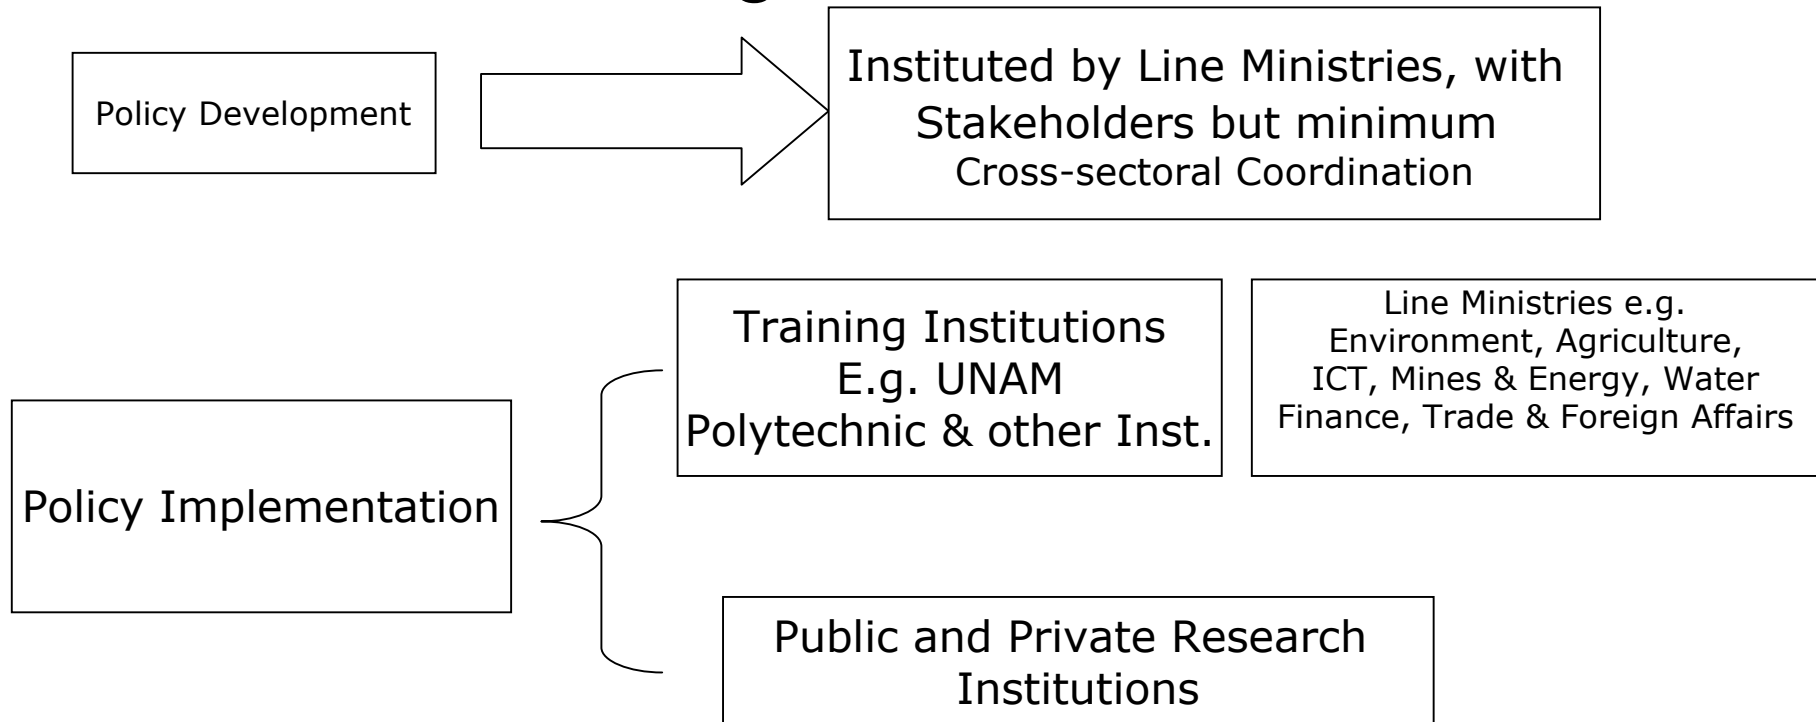 Policy Development
Instituted by Line Ministries, with
Stakeholders but minimum
Cross-sectoral Coordination
Training Institutions
E.g. UNAM
Polytechnic & other Inst.
Line Ministries e.g.
Environment, Agriculture,
ICT, Mines & Energy, Water
Finance, Trade & Foreign Affairs
Policy Implementation
Public and Private Research
Institutions